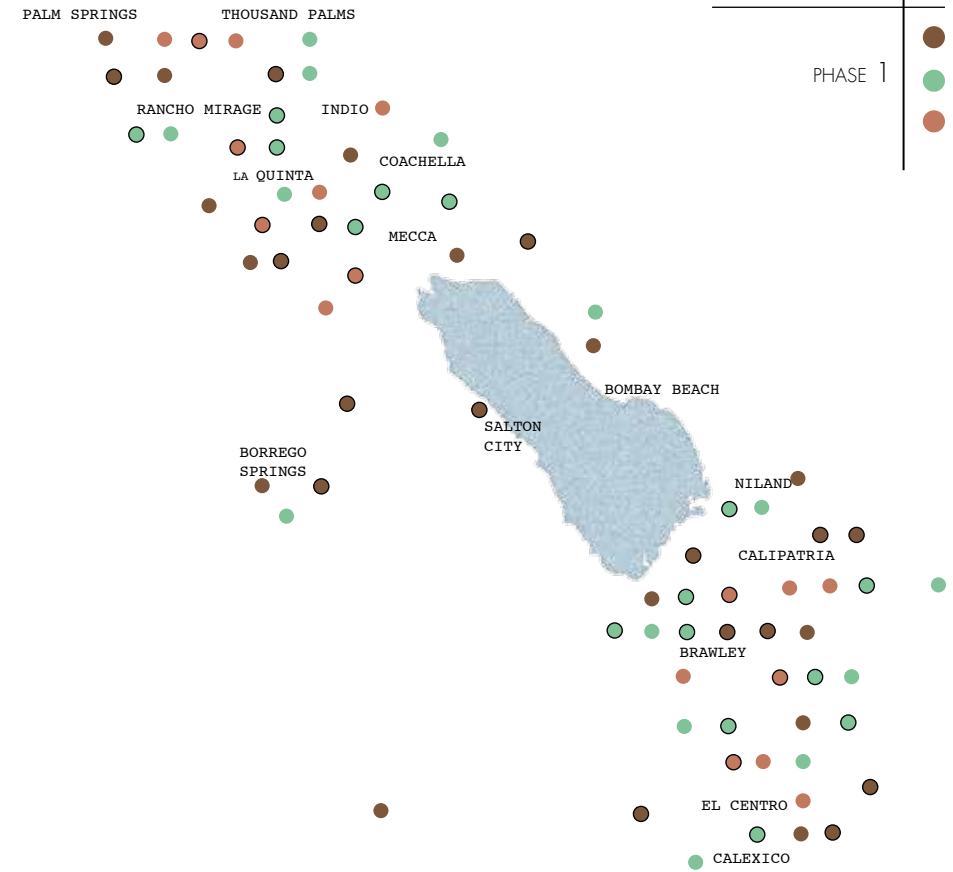 PALM SPRINGS
THOUSAND PALMS
PHASE 1
RANCHO MIRAGE
INDIO
COACHELLA
LA QUINTA
MECCA
BOMBAY BEACH
SALTON
CITY
BORREGO
SPRINGS
NILAND
CALIPATRIA
BRAWLEY
EL CENTRO
CALEXICO